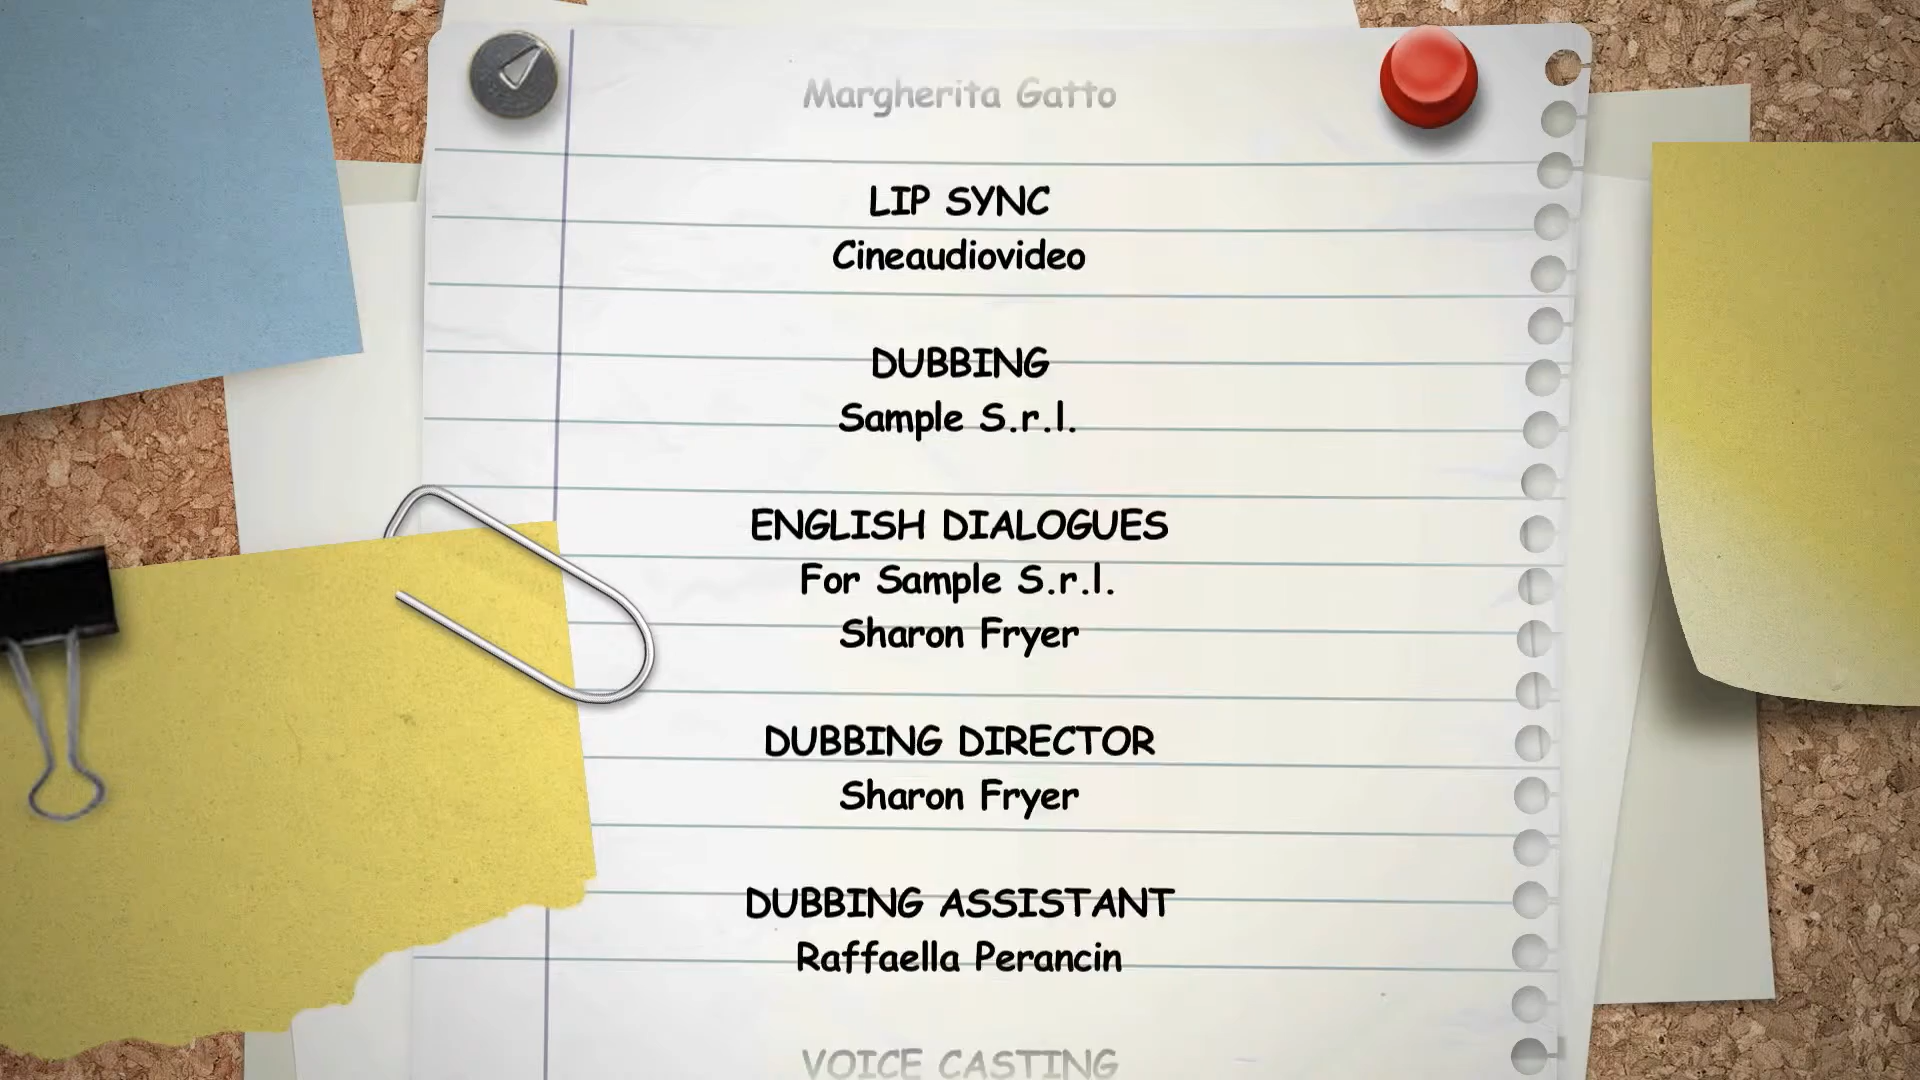 Margherita Gatto
LIP SYNC
Cineaudiovideo
DUBBING
Sample S.r.l.
ENGLISH DIALOGUES
For Sample S.r.l.
Sharon Fryer
DUBBING DIRECTOR
Sharon Fryer
DUBBING ASSISTANT
Raffaella Perancin
VOICE CASTING